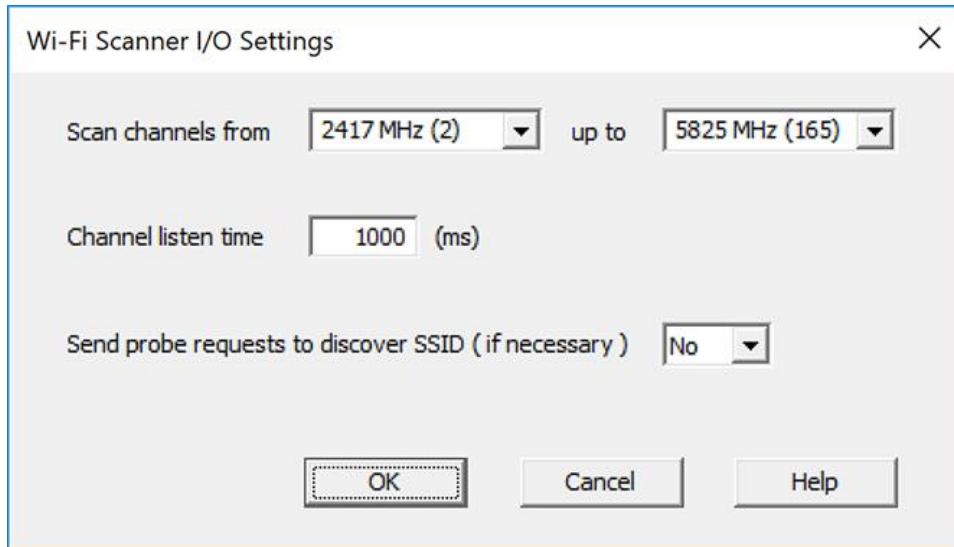 Wi-Fi Scanner I/O Settings
Scan channels from 2417 MHz (2) up to 5825 MHz (165)
Channel listen time 1000 (ms)
Send probe requests to discover SSID ( if necessary ) No
OK Cancel Help